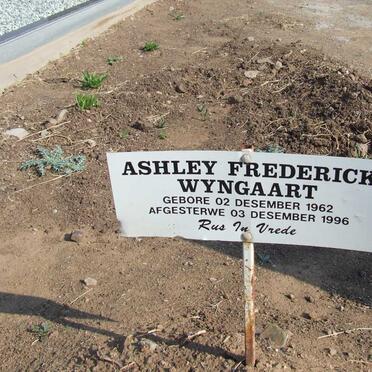 ASHLEY FREDERICK
WYNGAART
GEBORE 02 DESEMBER 1962
AFGESTERWE 03 DESEMBER 1996
Rus In Vrede